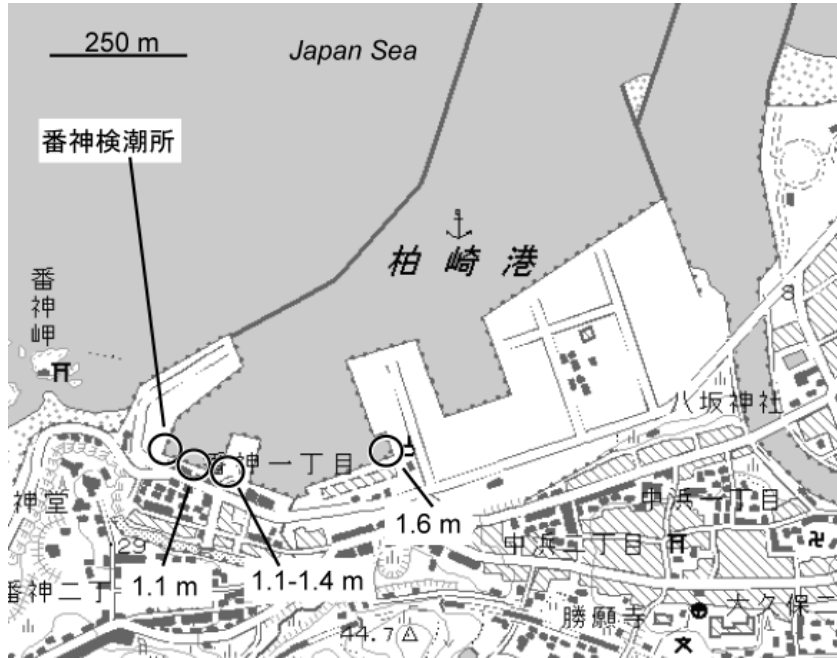 250 m
Japan Sea
番神検潮所
柏崎港
番神岬
8
八坂神社
番神一丁目
1.6 m
神堂
中浜一丁目
中浜二丁目
29
1.1 m
1.1-1.4 m
番神二丁
勝願寺
大久保二
44.7